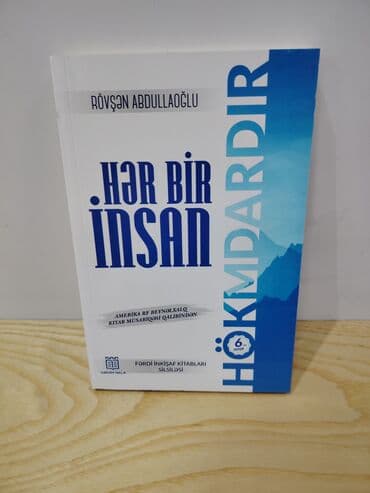 RÖVŞƏN ABDULLAOĞLU
HƏR BİR
İNSAN
HÖKMDARDIR
AMERİKA BF BEYNƏLXALQ
KİTAB MÜSABİQƏSİ QALİBİNDƏN
6.
FƏRDİ İNKİŞAF KİTABLARI
SİLSİLƏSİ